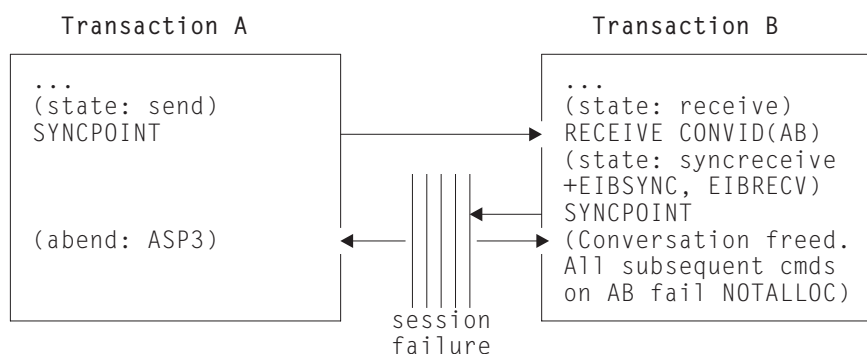 Transaction A
Transaction B
...
(state: send)
SYNCPOINT
(abend: ASP3)
...
(state: receive)
RECEIVE CONVID(AB)
(state: syncreceive
+EIBSYNC, EIBRECV)
SYNCPOINT
(Conversation freed.
All subsequent cmds
on AB fail NOTALLOC)
session
failure